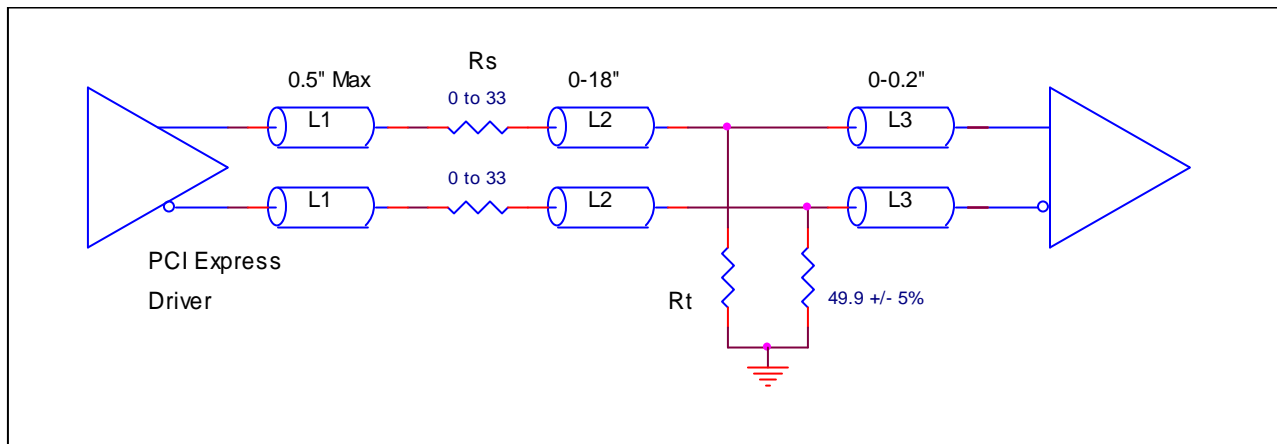 Rs
0.5" Max
0-18"
0-0.2"
0 to 33
L1
L2
L3
0 to 33
L1
L2
L3
PCI Express
Driver
Rt
49.9 +/- 5%